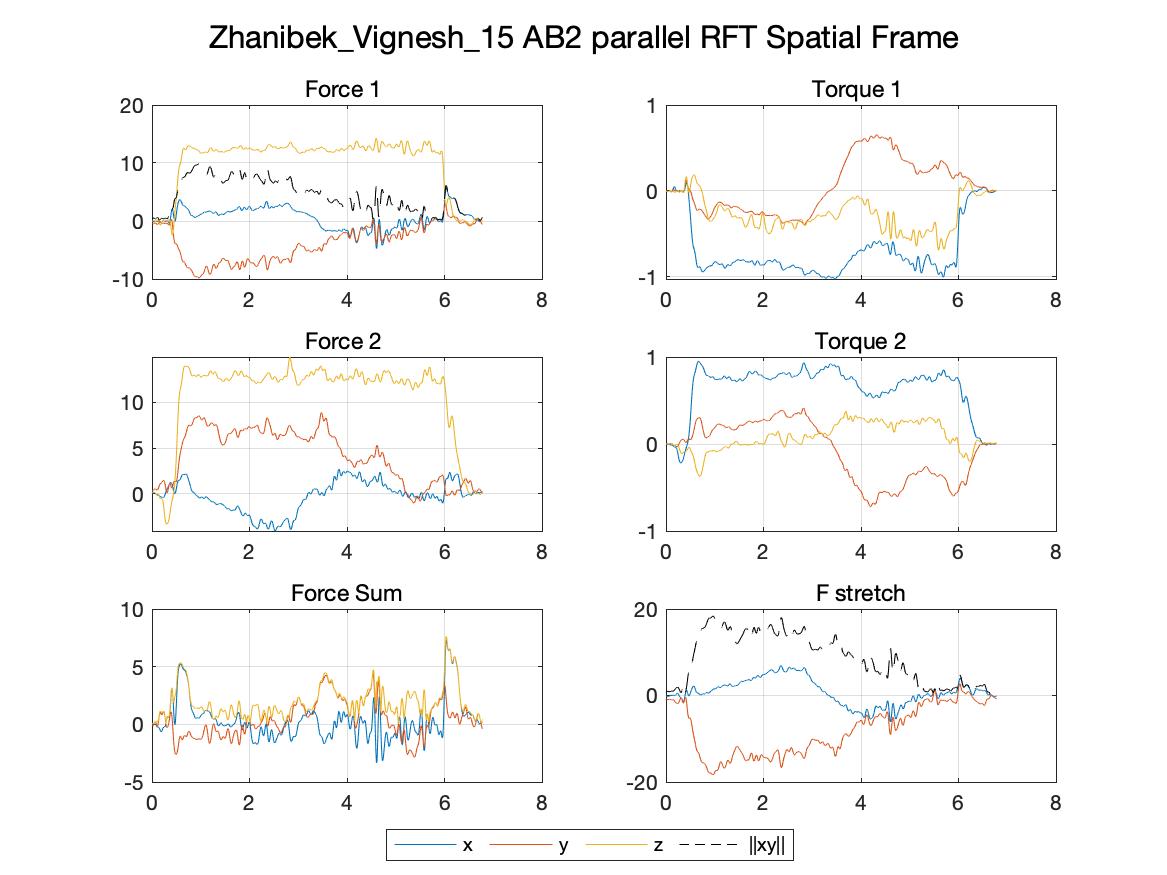 Zhanibek_Vignesh_15 AB2 parallel RFT Spatial Frame
Force 1
20
10
0
-10
0 2 4 6 8
Torque 1
1
0
-1
0 2 4 6 8
Force 2
10
5
0
0 2 4 6 8
Torque 2
1
0
-1
0 2 4 6 8
Force Sum
10
5
0
-5
0 2 4 6 8
F stretch
20
0
-20
0 2 4 6 8
x y z ||xy||